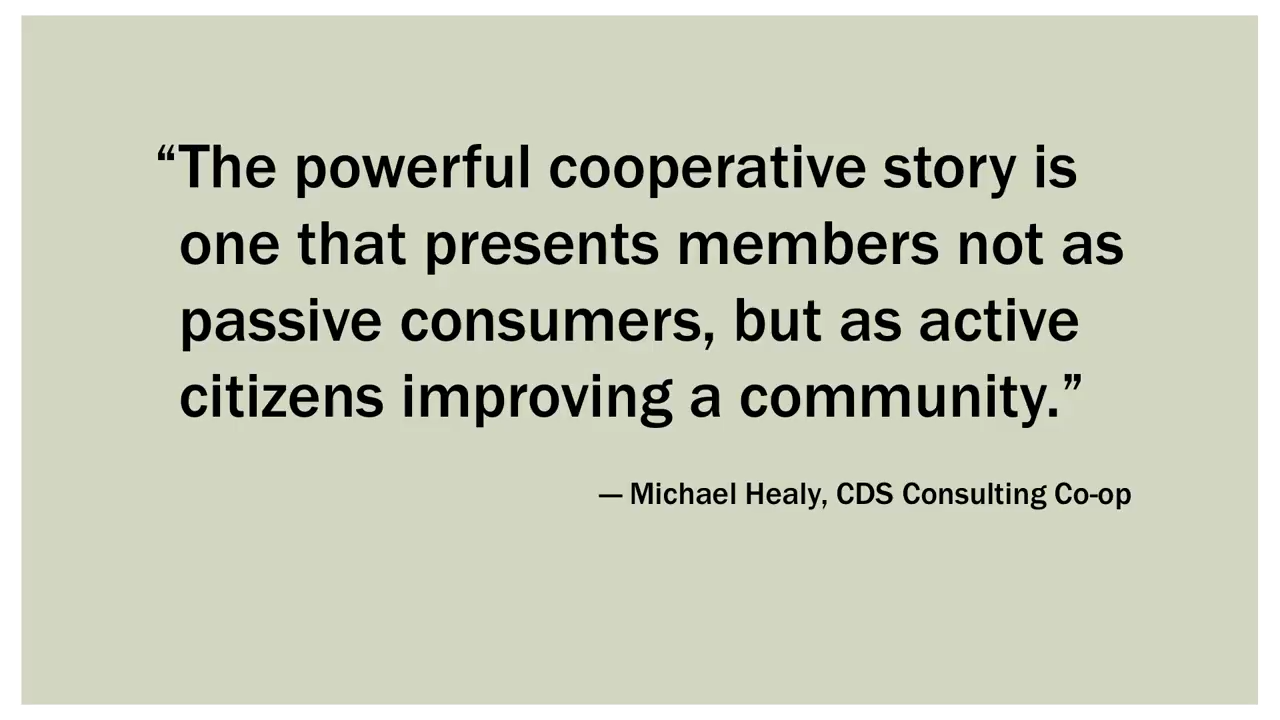 “The powerful cooperative story is
one that presents members not as
passive consumers, but as active
citizens improving a community.”
— Michael Healy, CDS Consulting Co-op